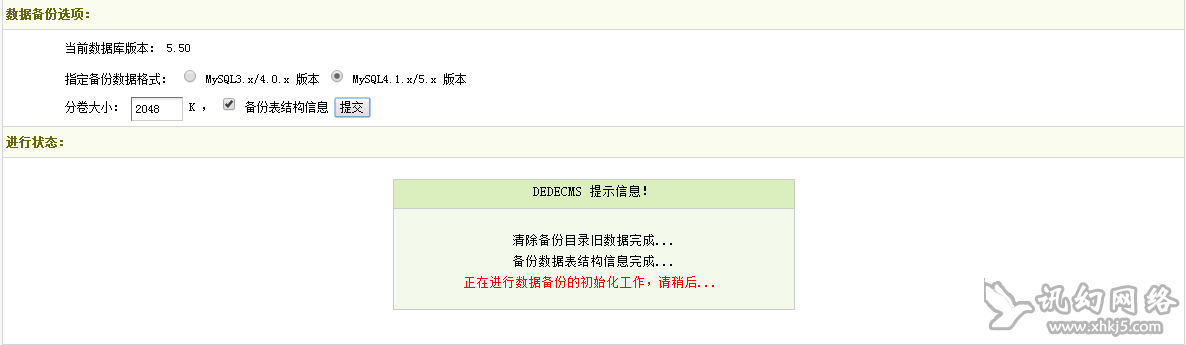 数据备份选项：
当前数据库版本： 5.50
指定备份数据格式： MySQL3.x/4.0.x 版本 MySQL4.1.x/5.x 版本
分卷大小： 2048 K ， 备份表结构信息 提交
进行状态：
DEDECMS 提示信息！
清除备份目录旧数据完成...
备份数据表结构信息完成...
正在进行数据备份的初始化工作，请稍后...
讯幻网络
www.xhkj5.com